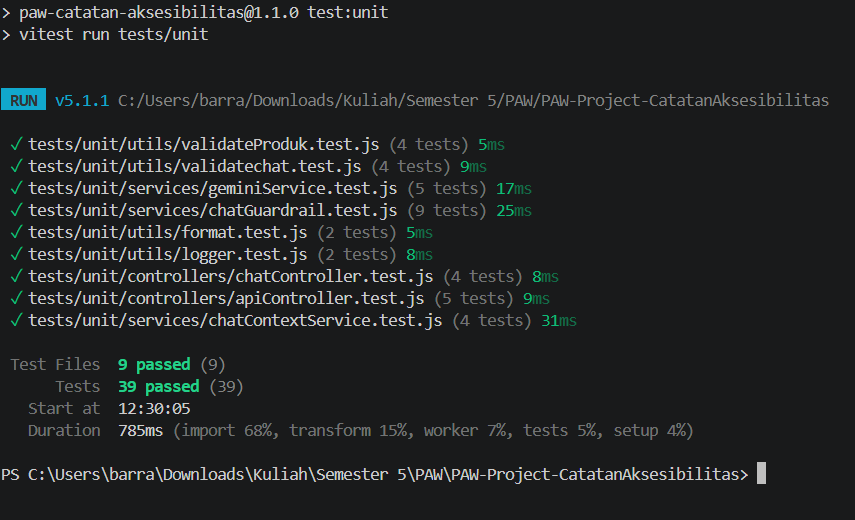 > paw-catatan-aksesibilitas@1.1.0 test:unit
> vitest run tests/unit
RUN v5.1.1 C:/Users/barra/Downloads/Kuliah/Semester 5/PAW/PAW-Project-CatatanAksesibilitas
✓ tests/unit/utils/validateProduk.test.js (4 tests) 5ms
✓ tests/unit/utils/validatechat.test.js (4 tests) 9ms
✓ tests/unit/services/geminiService.test.js (5 tests) 17ms
✓ tests/unit/services/chatGuardrail.test.js (9 tests) 25ms
✓ tests/unit/utils/format.test.js (2 tests) 5ms
✓ tests/unit/utils/logger.test.js (2 tests) 8ms
✓ tests/unit/controllers/chatController.test.js (4 tests) 8ms
✓ tests/unit/controllers/apiController.test.js (5 tests) 9ms
✓ tests/unit/services/chatContextService.test.js (4 tests) 31ms
Test Files 9 passed (9)
Tests 39 passed (39)
Start at 12:30:05
Duration 785ms (import 68%, transform 15%, worker 7%, tests 5%, setup 4%)
PS C:\Users\barra\Downloads\Kuliah\Semester 5\PAW\PAW-Project-CatatanAksesibilitas>